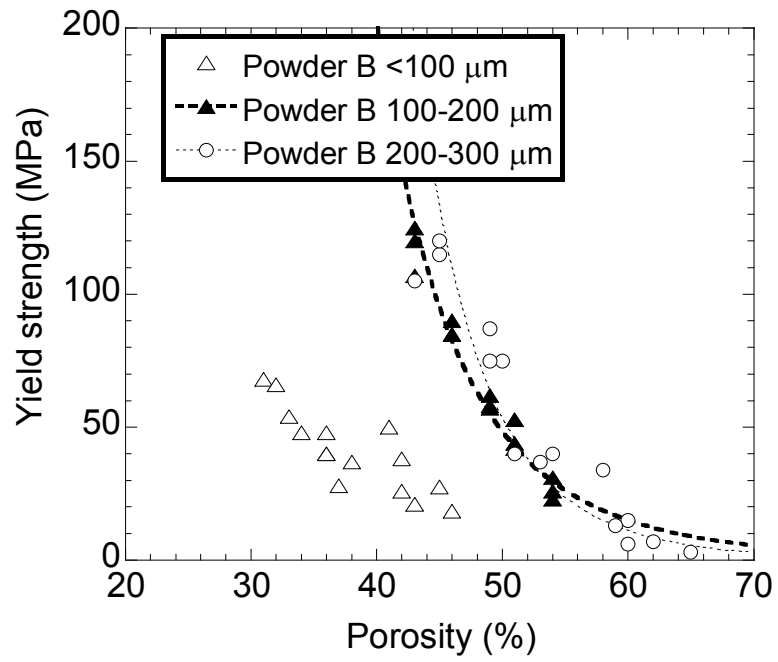 200
150
100
50
0
Yield strength (MPa)
Powder B <100 μm
Powder B 100-200 μm
Powder B 200-300 μm
20 30 40 50 60 70
Porosity (%)